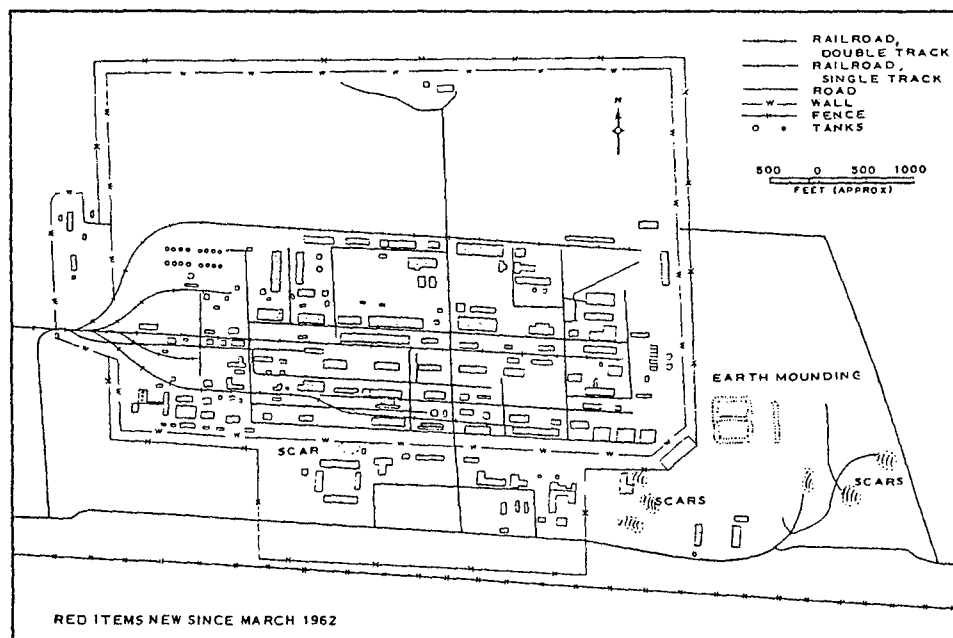 RAILROAD,
DOUBLE TRACK
RAILROAD,
SINGLE TRACK
ROAD
WALL
FENCE
TANKS
N
500 0 500 1000
FEET (APPROX)
EARTH MOUNDING
SCAR
SCARS
SCARS
RED ITEMS NEW SINCE MARCH 1962